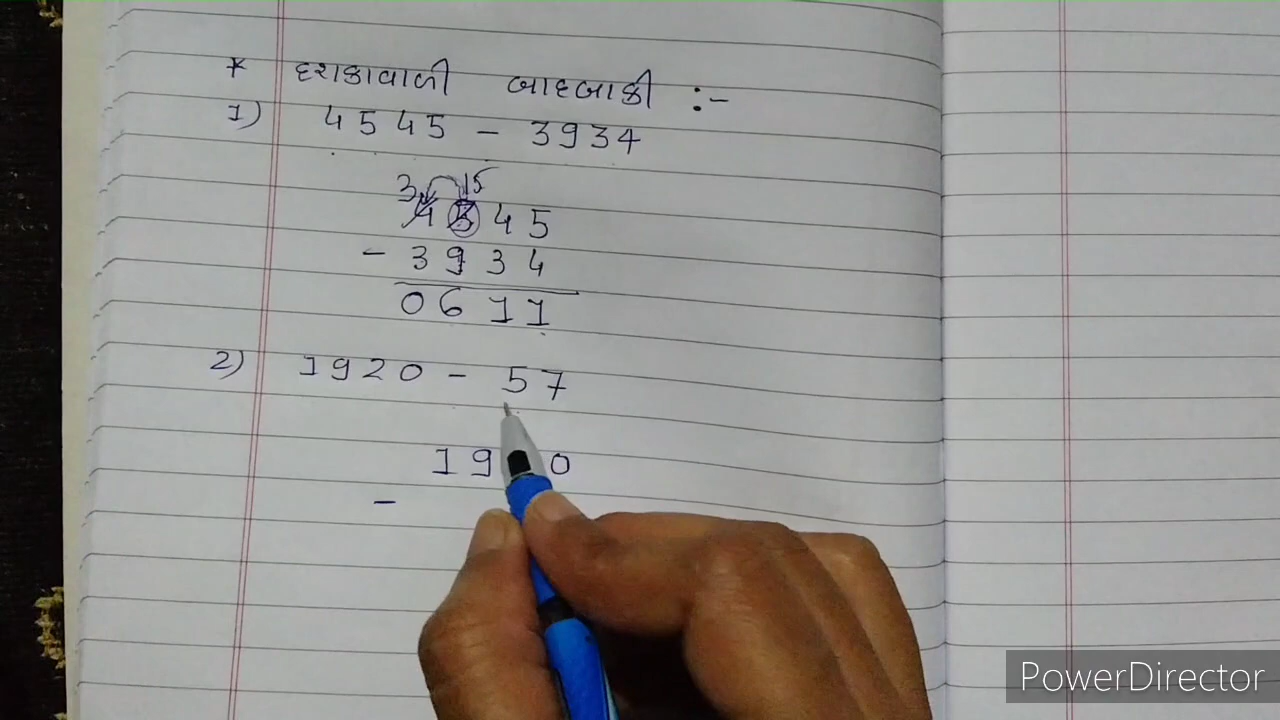 * દશકાવાળી બાદબાકી :-
1) 4545 - 3934
3 15
4545
- 3934
0611
2) 1920 - 57
19 0
-
PowerDirector